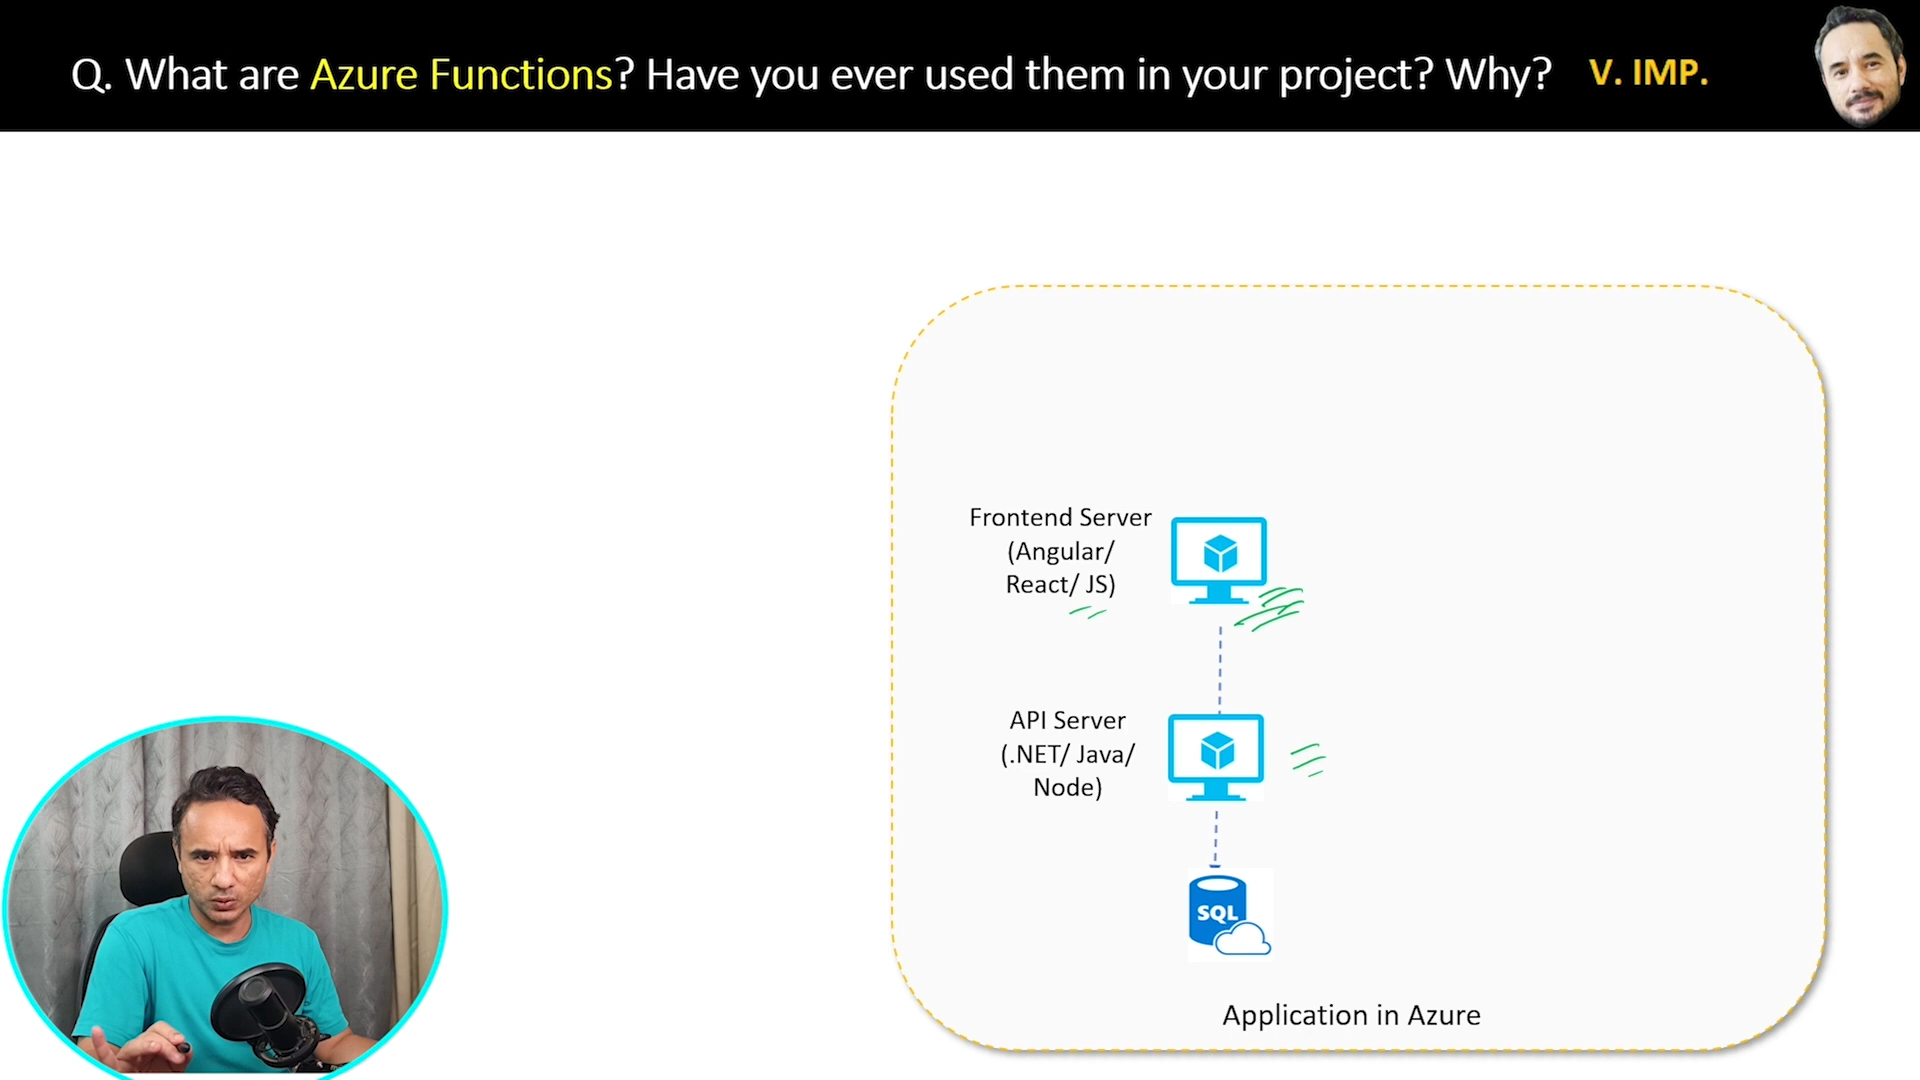 Q. What are Azure Functions? Have you ever used them in your project? Why? V. IMP.
Frontend Server
(Angular/
React/ JS)
API Server
(.NET/ Java/
Node)
SQL
Application in Azure